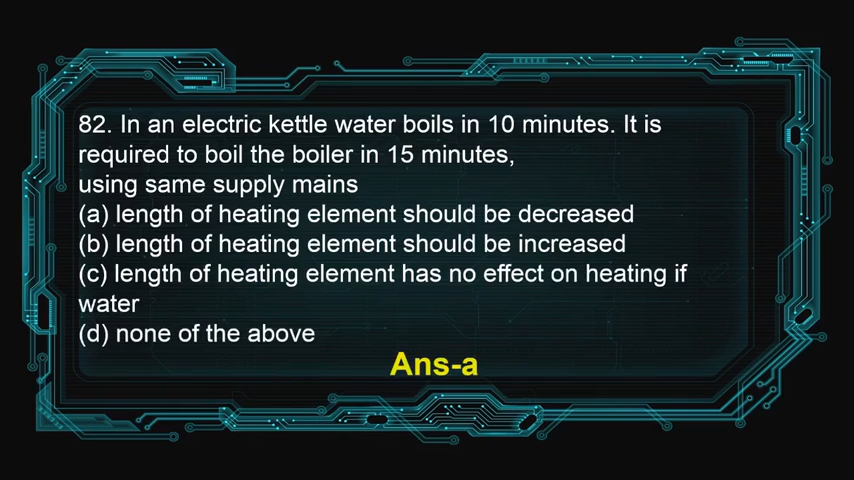 82. In an electric kettle water boils in 10 minutes. It is
required to boil the boiler in 15 minutes,
using same supply mains
(a) length of heating element should be decreased
(b) length of heating element should be increased
(c) length of heating element has no effect on heating if
water
(d) none of the above
Ans-a